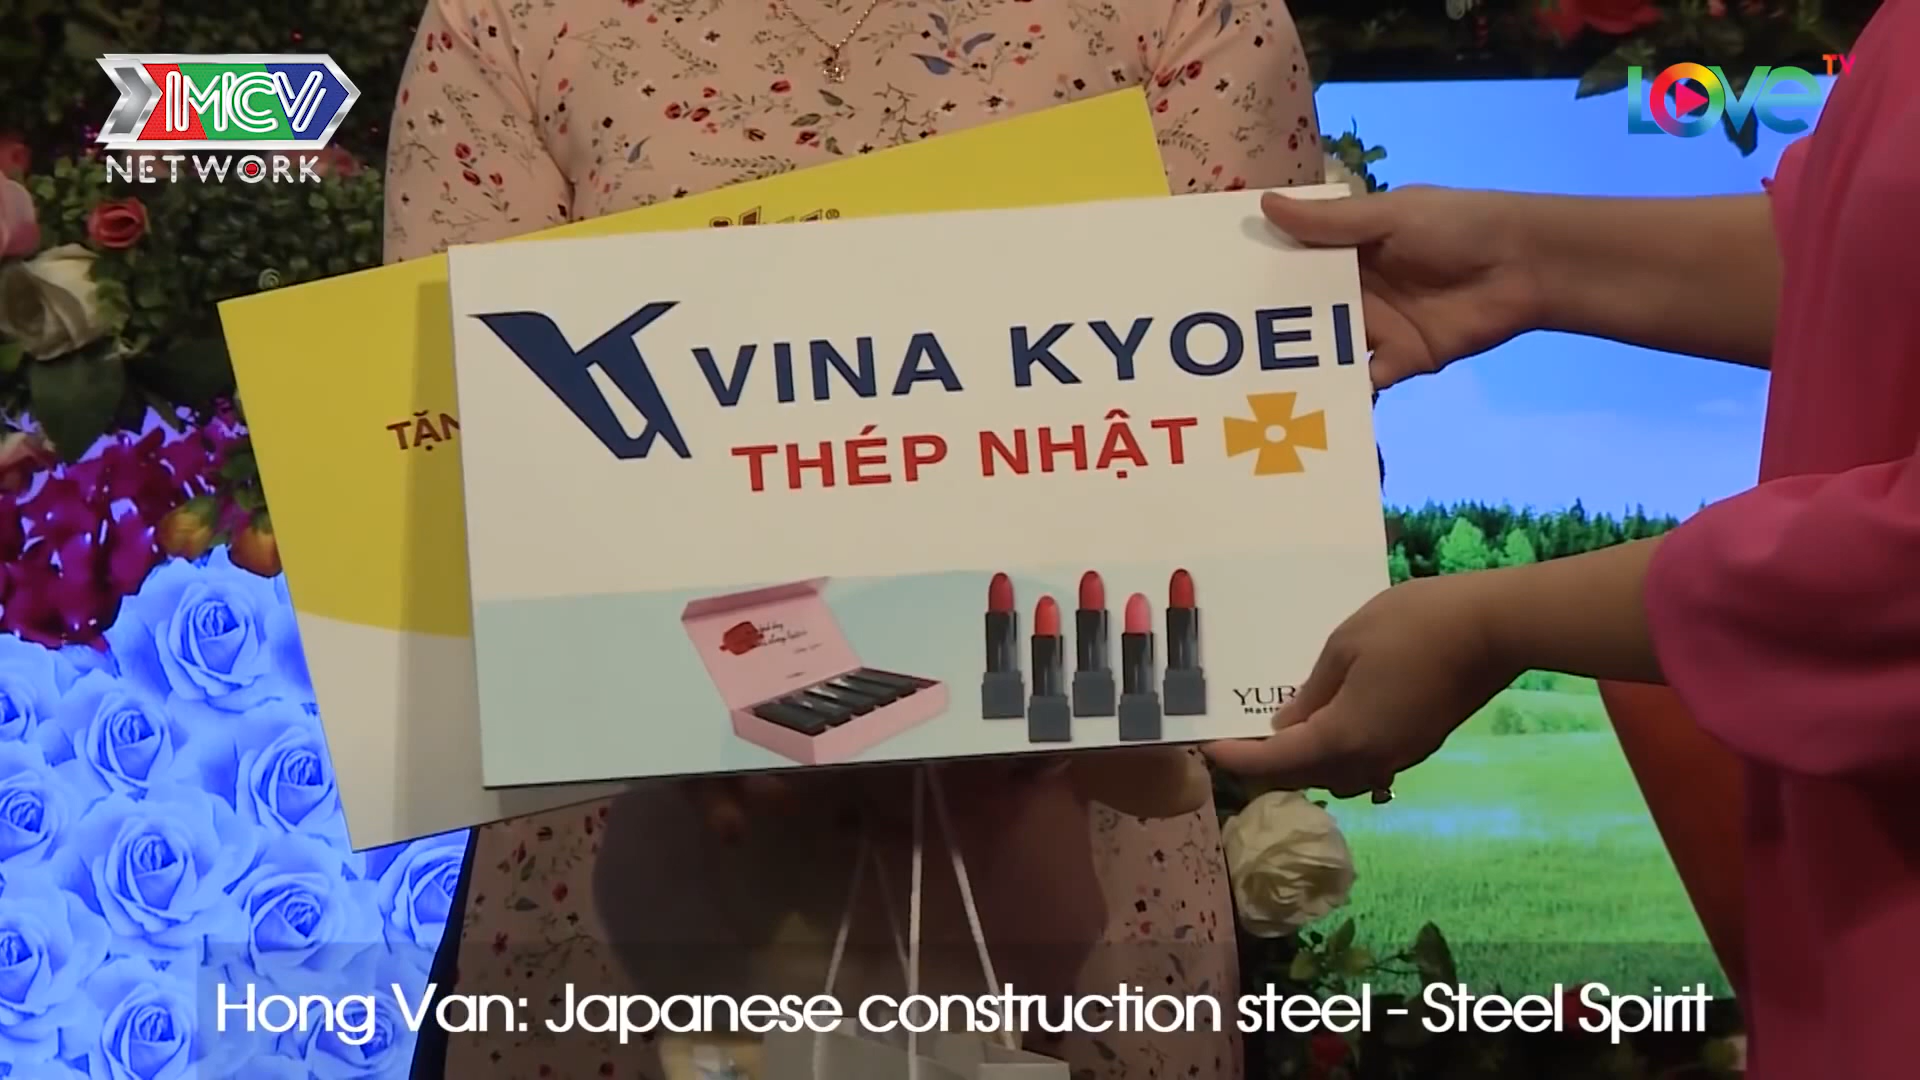 MCV
NETWORK
LOVE TV
TẶN
VINA KYOEI
THÉP NHẬT
Hong Van: Japanese construction steel - Steel Spirit